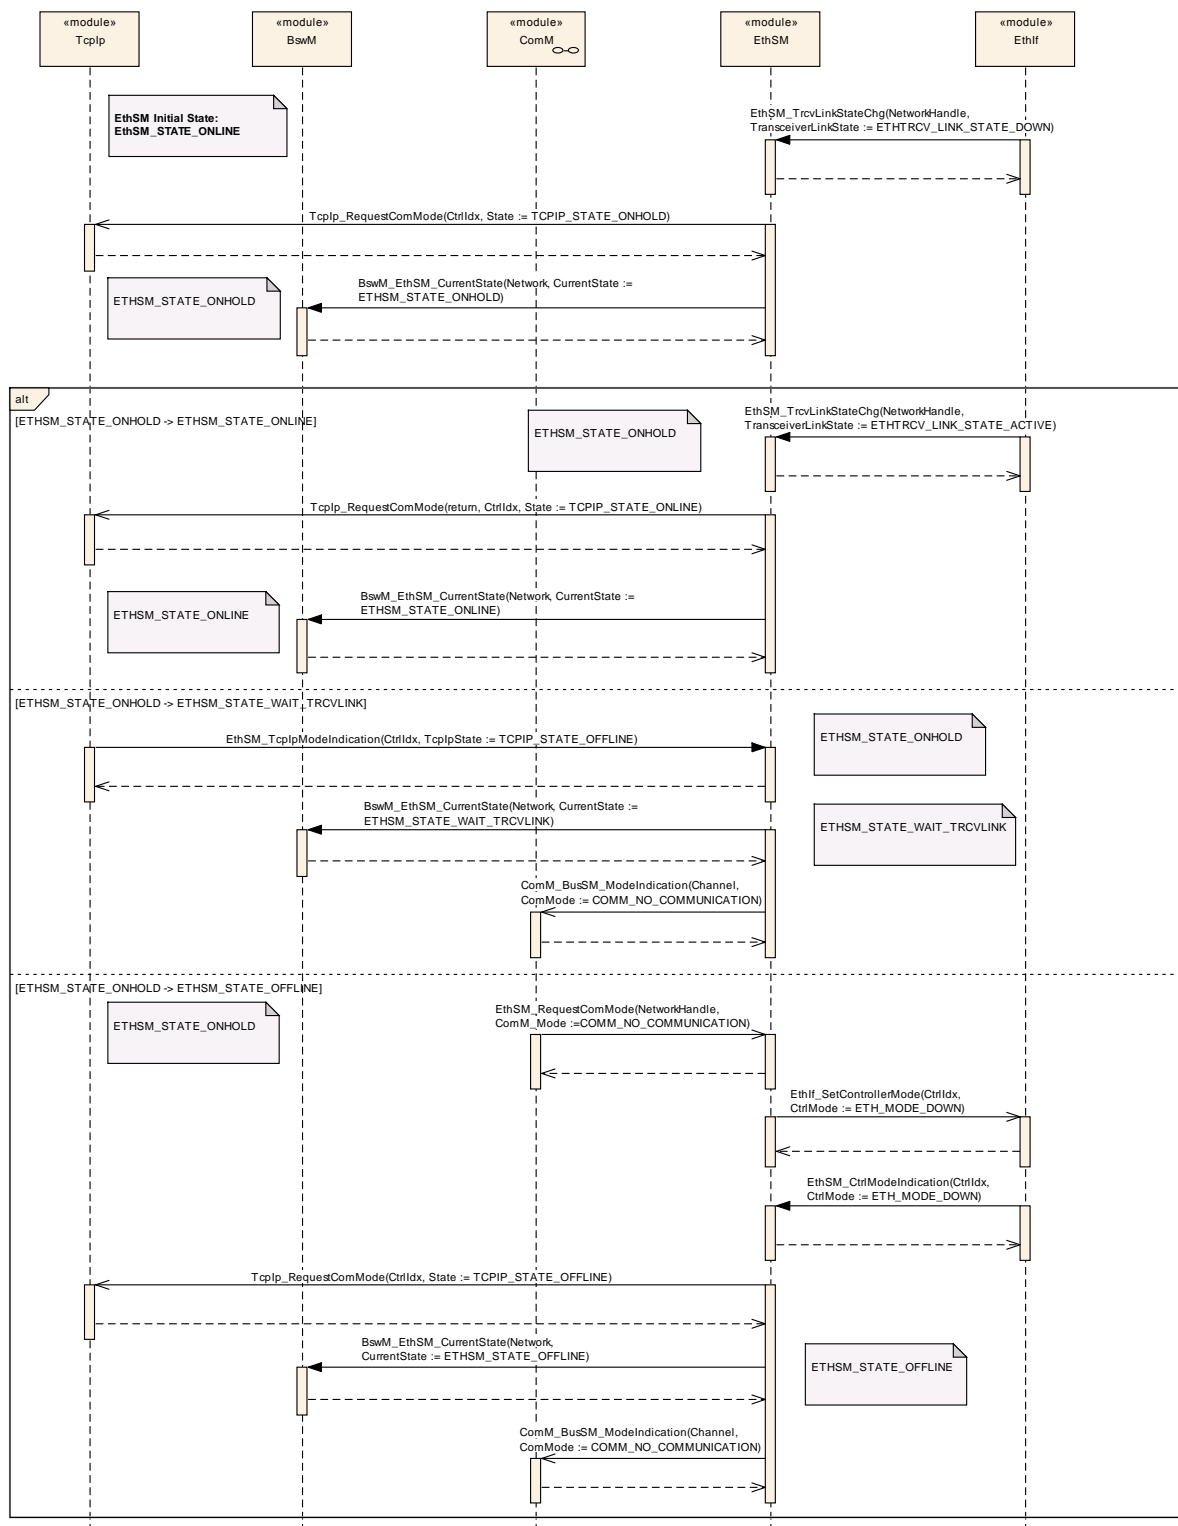 «module»
TcpIp
«module»
BswM
«module»
ComM
«module»
EthSM
«module»
EthIf
EthSM Initial State:
EthSM_STATE_ONLINE
EthSM_TrcvLinkStateChg(NetworkHandle,
TransceiverLinkState := ETHTRCV_LINK_STATE_DOWN)
TcpIp_RequestComMode(CtrlIdx, State := TCPIP_STATE_ONHOLD)
ETHSM_STATE_ONHOLD
BswM_EthSM_CurrentState(Network, CurrentState :=
ETHSM_STATE_ONHOLD)
alt
[ETHSM_STATE_ONHOLD -> ETHSM_STATE_ONLINE]
ETHSM_STATE_ONHOLD
EthSM_TrcvLinkStateChg(NetworkHandle,
TransceiverLinkState := ETHTRCV_LINK_STATE_ACTIVE)
TcpIp_RequestComMode(return, CtrlIdx, State := TCPIP_STATE_ONLINE)
ETHSM_STATE_ONLINE
BswM_EthSM_CurrentState(Network, CurrentState :=
ETHSM_STATE_ONLINE)
[ETHSM_STATE_ONHOLD -> ETHSM_STATE_WAIT_TRCVLINK]
EthSM_TcpIpModeIndication(CtrlIdx, TcpIpState := TCPIP_STATE_OFFLINE)
ETHSM_STATE_ONHOLD
BswM_EthSM_CurrentState(Network, CurrentState :=
ETHSM_STATE_WAIT_TRCVLINK)
ETHSM_STATE_WAIT_TRCVLINK
ComM_BusSM_ModeIndication(Channel,
ComMode := COMM_NO_COMMUNICATION)
[ETHSM_STATE_ONHOLD -> ETHSM_STATE_OFFLINE]
ETHSM_STATE_ONHOLD
EthSM_RequestComMode(NetworkHandle,
ComM_Mode :=COMM_NO_COMMUNICATION)
EthIf_SetControllerMode(CtrlIdx,
CtrlMode := ETH_MODE_DOWN)
EthSM_CtrlModeIndication(CtrlIdx,
CtrlMode := ETH_MODE_DOWN)
TcpIp_RequestComMode(CtrlIdx, State := TCPIP_STATE_OFFLINE)
BswM_EthSM_CurrentState(Network,
CurrentState := ETHSM_STATE_OFFLINE)
ETHSM_STATE_OFFLINE
ComM_BusSM_ModeIndication(Channel,
ComMode := COMM_NO_COMMUNICATION)